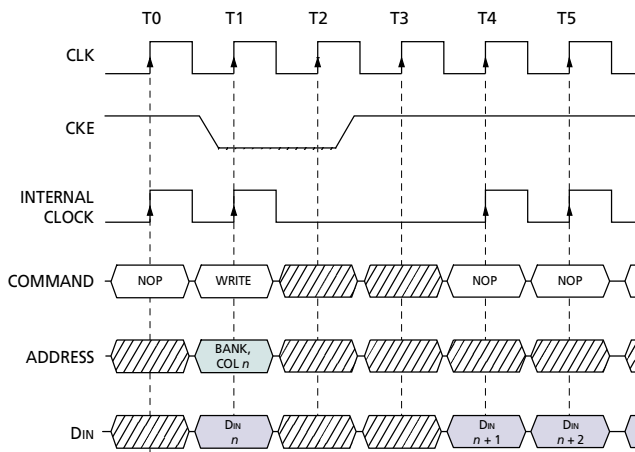 T0 T1 T2 T3 T4 T5
CLK
CKE
INTERNAL
CLOCK
COMMAND NOP WRITE NOP NOP
ADDRESS BANK,
COL n
DIN DIN
n DIN
n + 1 DIN
n + 2